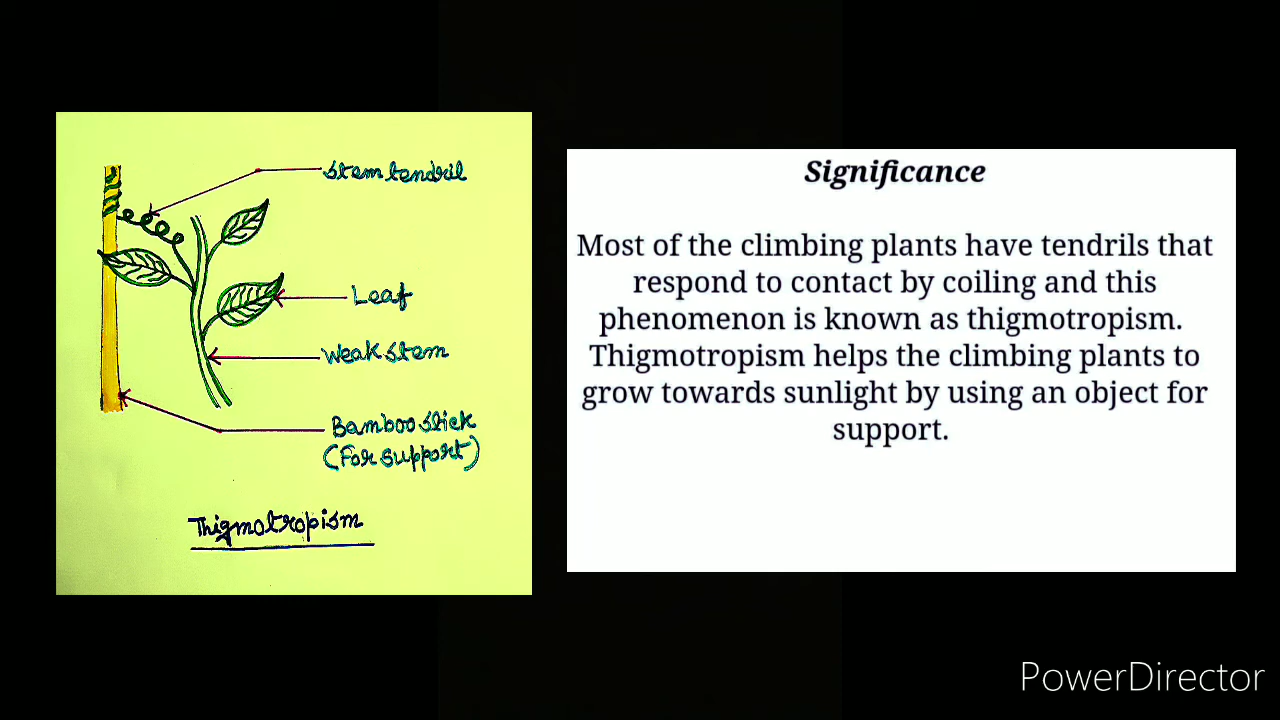 Stem tendril
Leaf
Weak stem
Bamboo stick
(For support)
Thigmotropism
Significance
Most of the climbing plants have tendrils that
respond to contact by coiling and this
phenomenon is known as thigmotropism.
Thigmotropism helps the climbing plants to
grow towards sunlight by using an object for
support.
PowerDirector